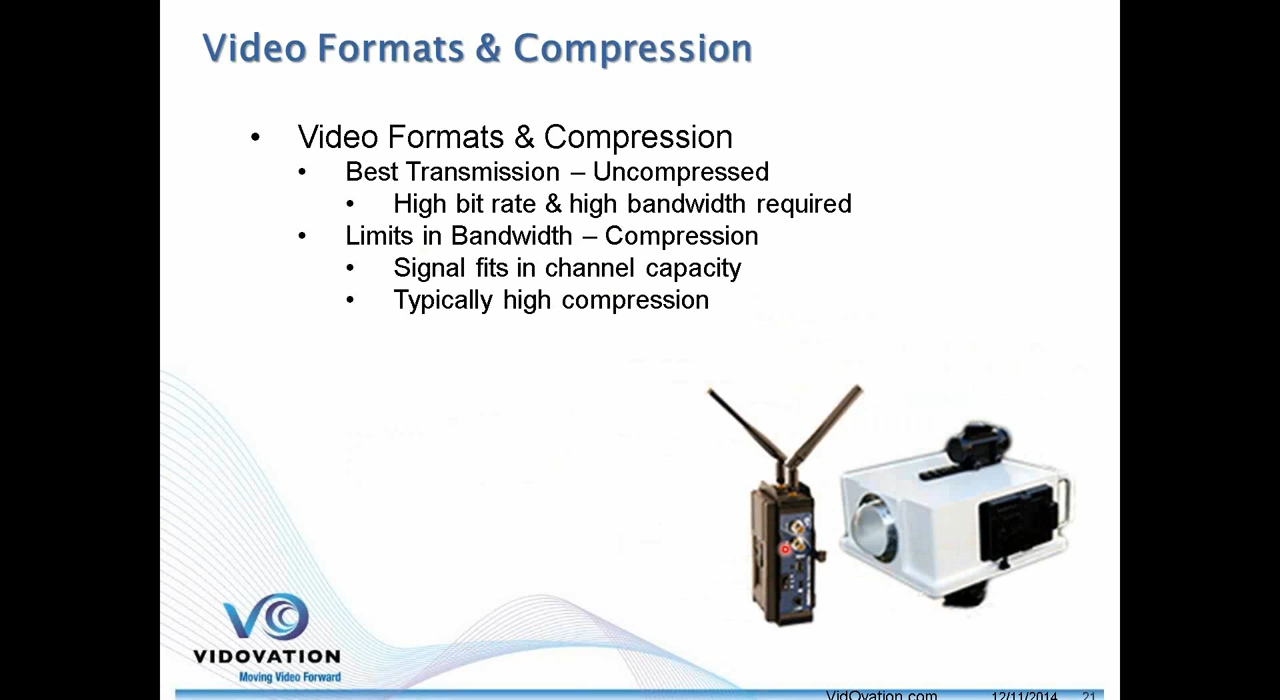 Video Formats & Compression
• Video Formats & Compression
• Best Transmission – Uncompressed
• High bit rate & high bandwidth required
• Limits in Bandwidth – Compression
• Signal fits in channel capacity
• Typically high compression
VO
VIDOVATION
Moving Video Forward
VidOvation.com 12/11/2014 21